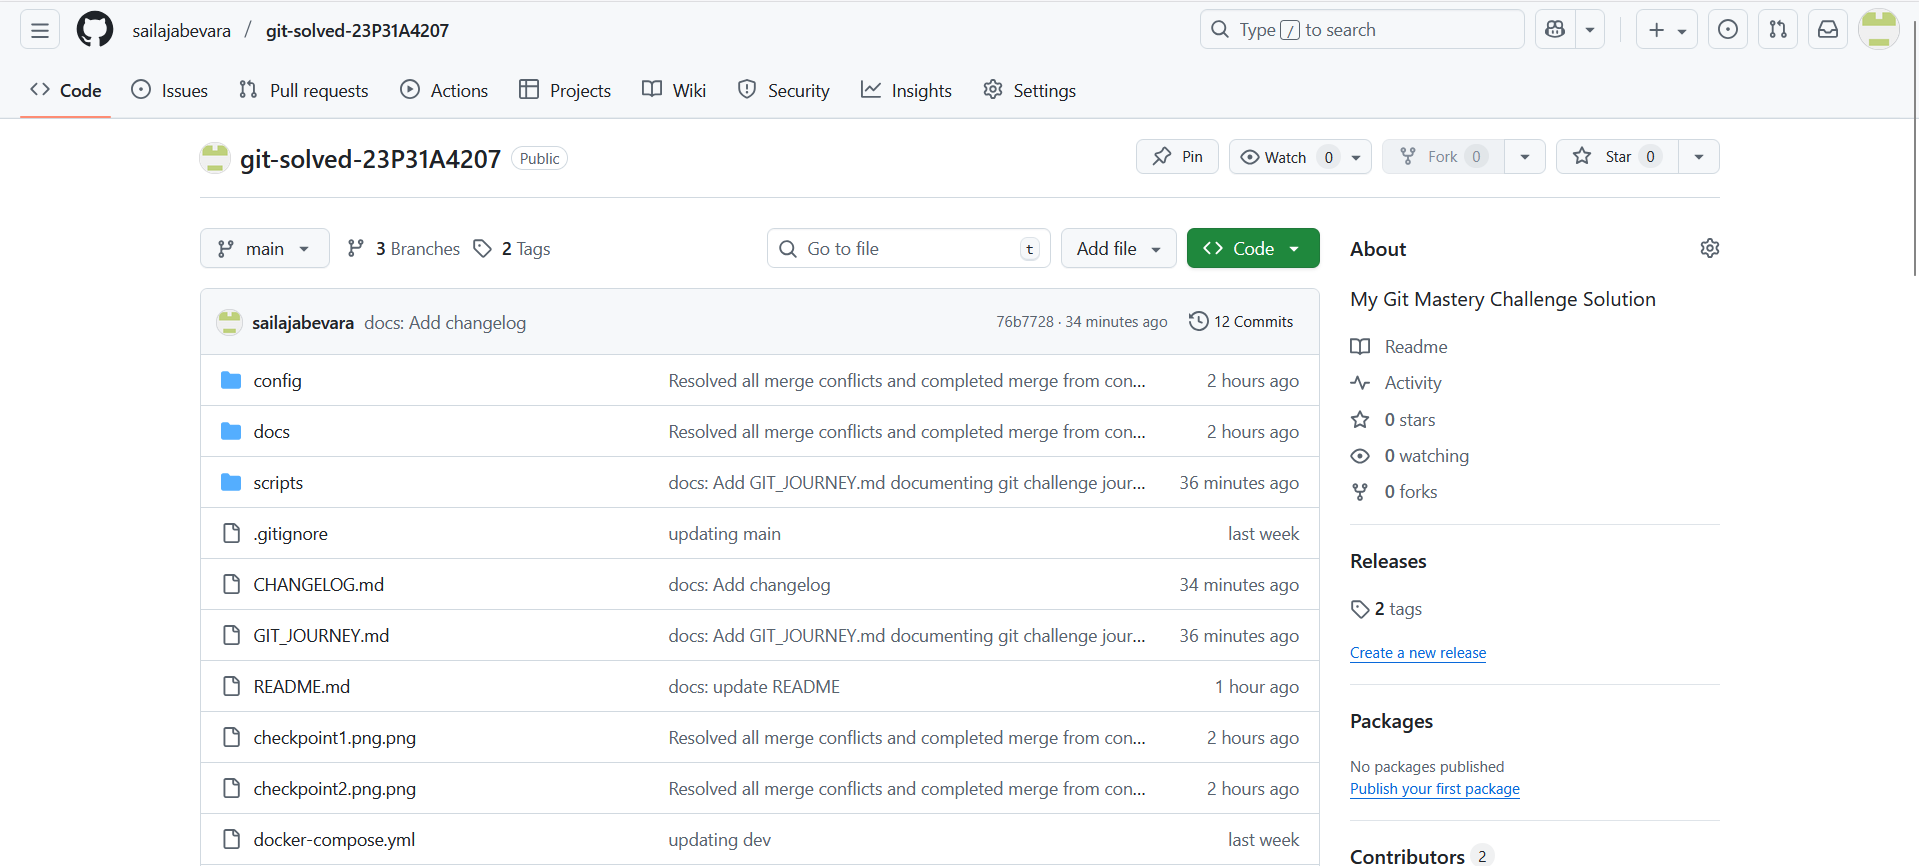 sailajabevara / git-solved-23P31A4207
Type / to search
Code Issues Pull requests Actions Projects Wiki Security Insights Settings
git-solved-23P31A4207 Public
Pin Watch 0 Fork 0 Star 0
main 3 Branches 2 Tags
Go to file t Add file Code
sailajabevara docs: Add changelog 76b7728 · 34 minutes ago 12 Commits
config Resolved all merge conflicts and completed merge from con... 2 hours ago
docs Resolved all merge conflicts and completed merge from con... 2 hours ago
scripts docs: Add GIT_JOURNEY.md documenting git challenge jour... 36 minutes ago
.gitignore updating main last week
CHANGELOG.md docs: Add changelog 34 minutes ago
GIT_JOURNEY.md docs: Add GIT_JOURNEY.md documenting git challenge jour... 36 minutes ago
README.md docs: update README 1 hour ago
checkpoint1.png.png Resolved all merge conflicts and completed merge from con... 2 hours ago
checkpoint2.png.png Resolved all merge conflicts and completed merge from con... 2 hours ago
docker-compose.yml updating dev last week
About
My Git Mastery Challenge Solution
Readme
Activity
0 stars
0 watching
0 forks
Releases
2 tags
Create a new release
Packages
No packages published
Publish your first package
Contributors 2